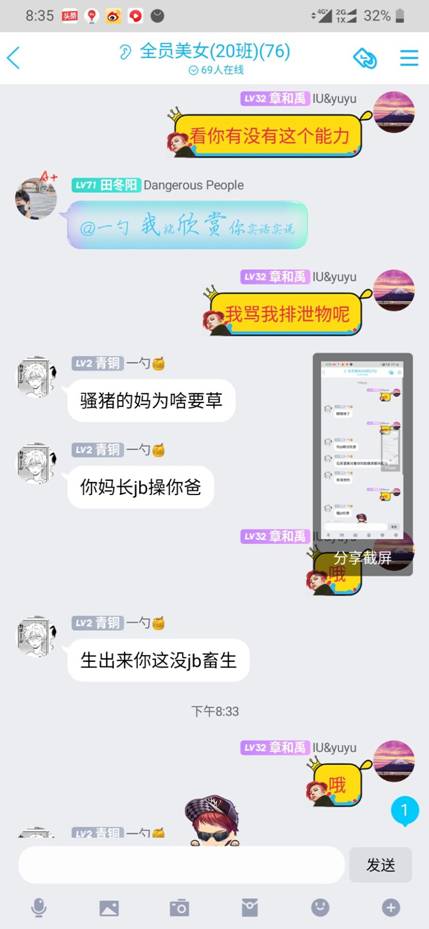 8:35
头条
4G+
2G
1X
32%
全员美女(20班)(76)
69人在线
LV32 章和禹 IU&yuyu
看你有没有这个能力
A+
LV71 田冬阳 Dangerous People
@一勺 我就欣赏你实话实说
LV32 章和禹 IU&yuyu
我骂我排泄物呢
LV2 青铜 一勺🍯
骚猪的妈为啥要草
LV2 青铜 一勺🍯
你妈长jb操你爸
LV32 章和禹 IU&yuyu
哦
分享截屏
LV2 青铜 一勺🍯
生出来你这没jb畜生
下午8:33
LV32 章和禹 IU&yuyu
哦
1
LV2 青铜 一勺🍯
发送